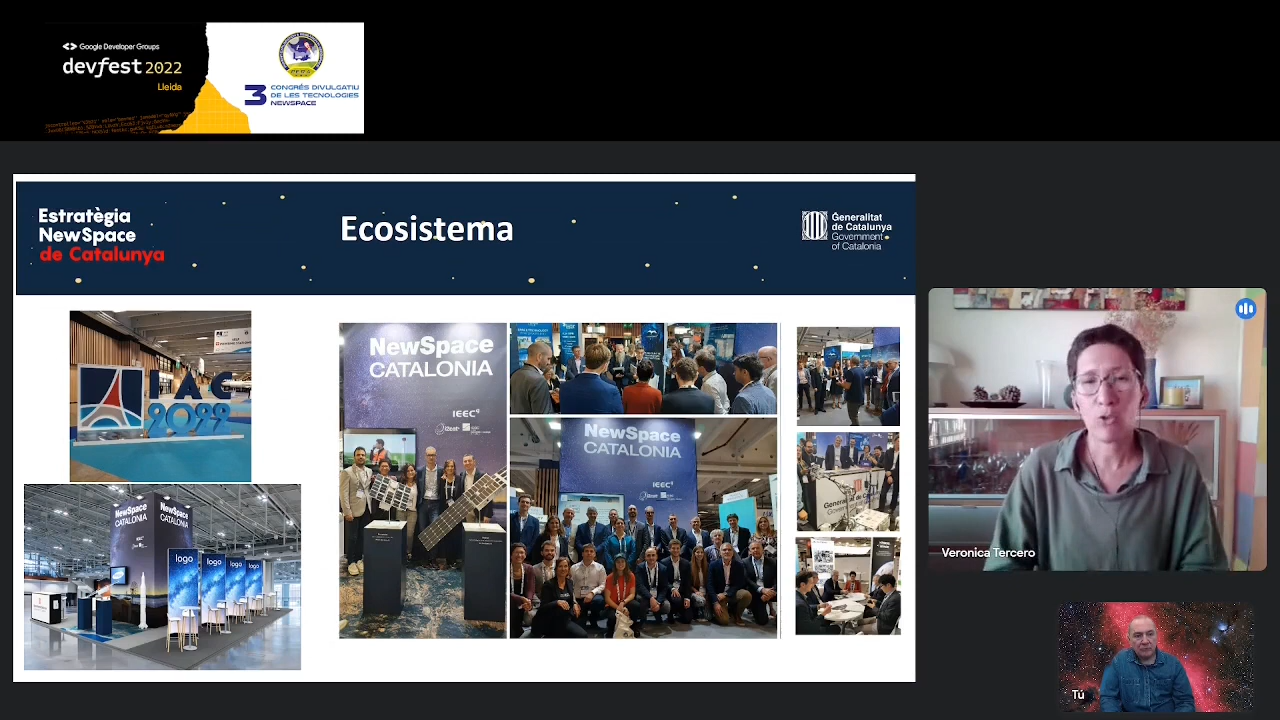 Google Developer Groups
devfest 2022
Lleida
3 CONGRÉS DIVULGATIU
DE LES TECNOLOGIES
NEWSPACE
Estratègia
NewSpace
de Catalunya
Ecosistema
Generalitat
de Catalunya
Government
of Catalonia
IAC
2022
NewSpace
CATALONIA
IEEC
NewSpace
CATALONIA
IEEC
NewSpace
CATALONIA
NewSpace
CATALONIA
logo
logo
logo
logo
Veronica Tercero
Tú